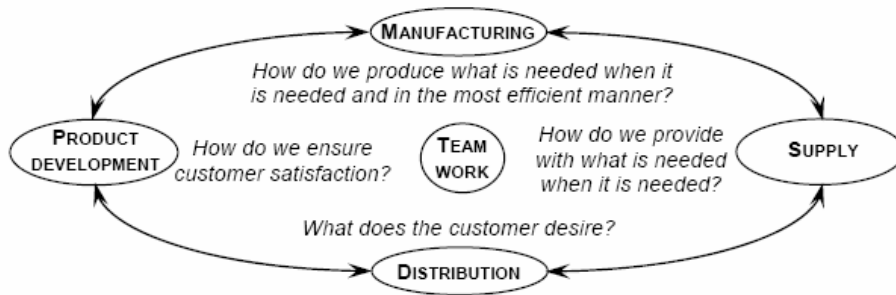 MANUFACTURING
How do we produce what is needed when it
is needed and in the most efficient manner?
PRODUCT
DEVELOPMENT
How do we ensure
customer satisfaction?
TEAM
WORK
How do we provide
with what is needed
when it is needed?
SUPPLY
What does the customer desire?
DISTRIBUTION